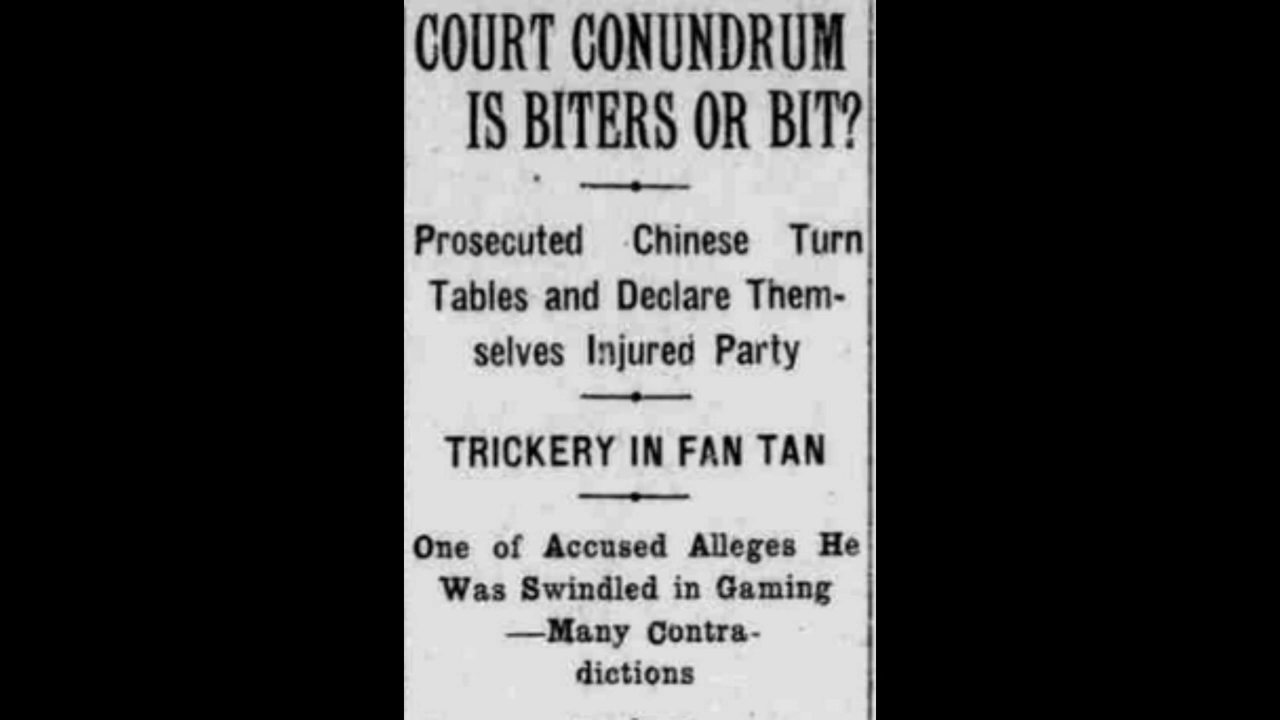 COURT CONUNDRUM
IS BITERS OR BIT?
Prosecuted Chinese Turn
Tables and Declare Them-
selves Injured Party
TRICKERY IN FAN TAN
One of Accused Alleges He
Was Swindled in Gaming
—Many Contra-
dictions